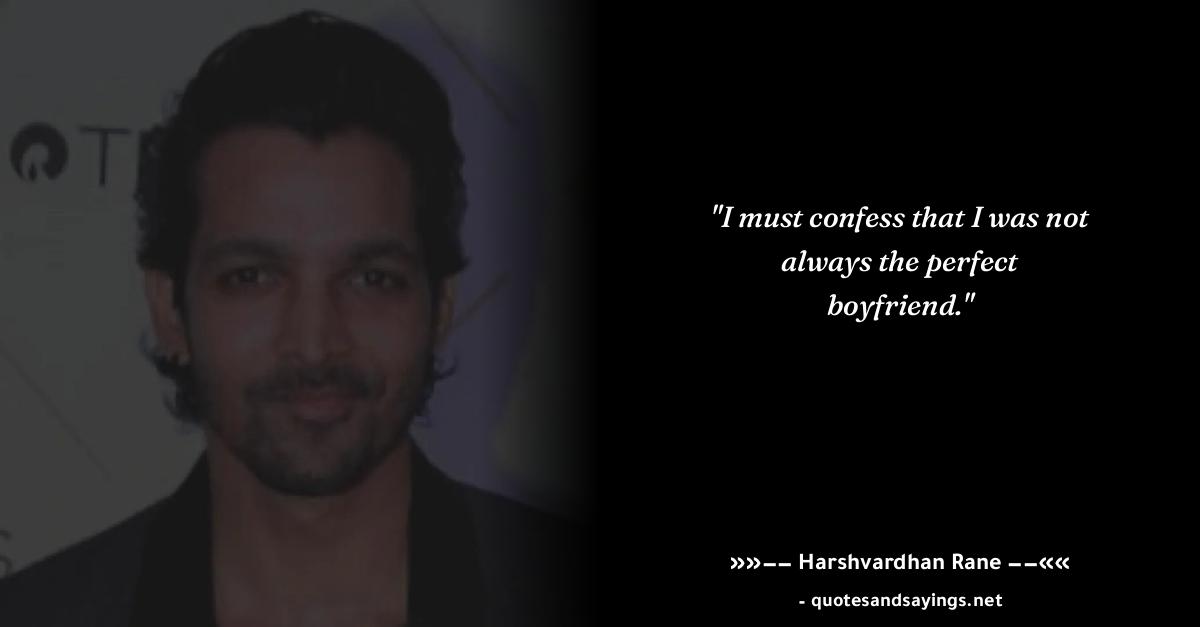 T
"I must confess that I was not
always the perfect
boyfriend."
»»–– Harshvardhan Rane ––««
- quotesandsayings.net